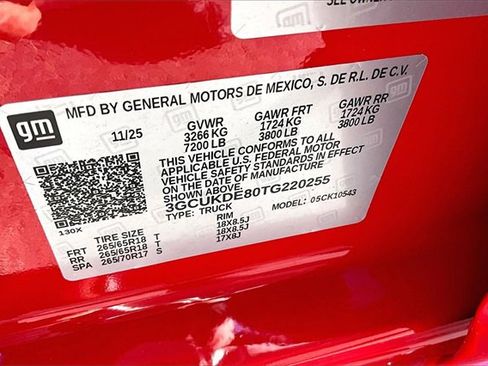 SEE OWNER
gm
MFD BY GENERAL MOTORS DE MEXICO, S. DE R.L. DE C.V.
11/25
GVWR
3266 KG
7200 LB
GAWR FRT
1724 KG
3800 LB
GAWR RR
1724 KG
3800 LB
THIS VEHICLE CONFORMS TO ALL
APPLICABLE U.S. FEDERAL MOTOR
VEHICLE SAFETY STANDARDS IN EFFECT
ON THE DATE OF MANUFACTURE
3GCUKDE80TG220255
TYPE: TRUCK MODEL: 05CK10543
130X
TIRE SIZE RIM
FRT 265/65R18 T 18X8.5J
RR 265/65R18 T 18X8.5J
SPA 265/70R17 S 17X8J